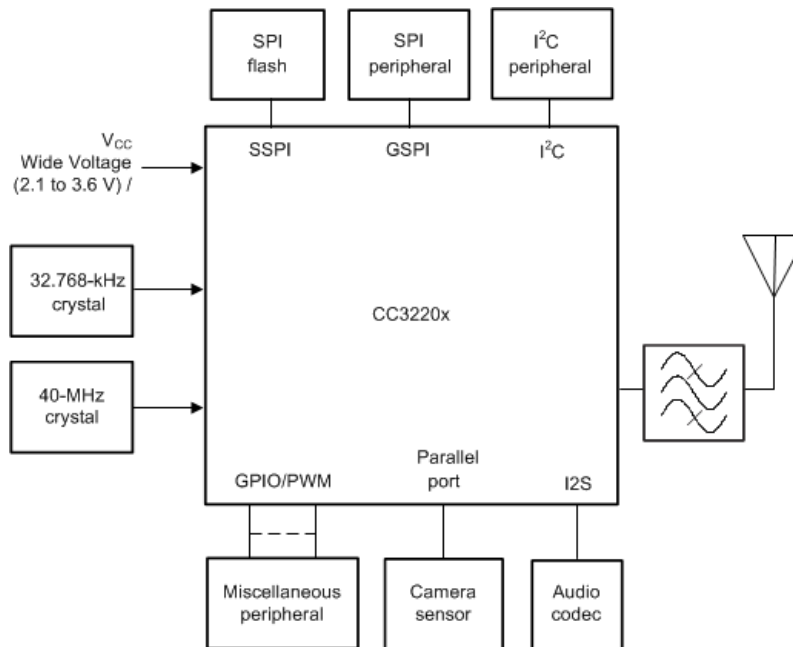 SPI
flash
SPI
peripheral
I²C
peripheral
V_CC
Wide Voltage
(2.1 to 3.6 V) /
SSPI
GSPI
I²C
32.768-kHz
crystal
CC3220x
40-MHz
crystal
GPIO/PWM
Parallel
port
I2S
Miscellaneous
peripheral
Camera
sensor
Audio
codec